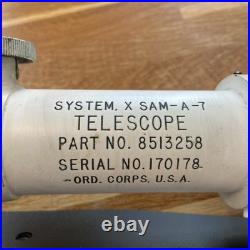 SYSTEM, X SAM-A-7
TELESCOPE
PART NO. 8513258
SERIAL NO. 170178
-ORD. CORPS, U.S.A.